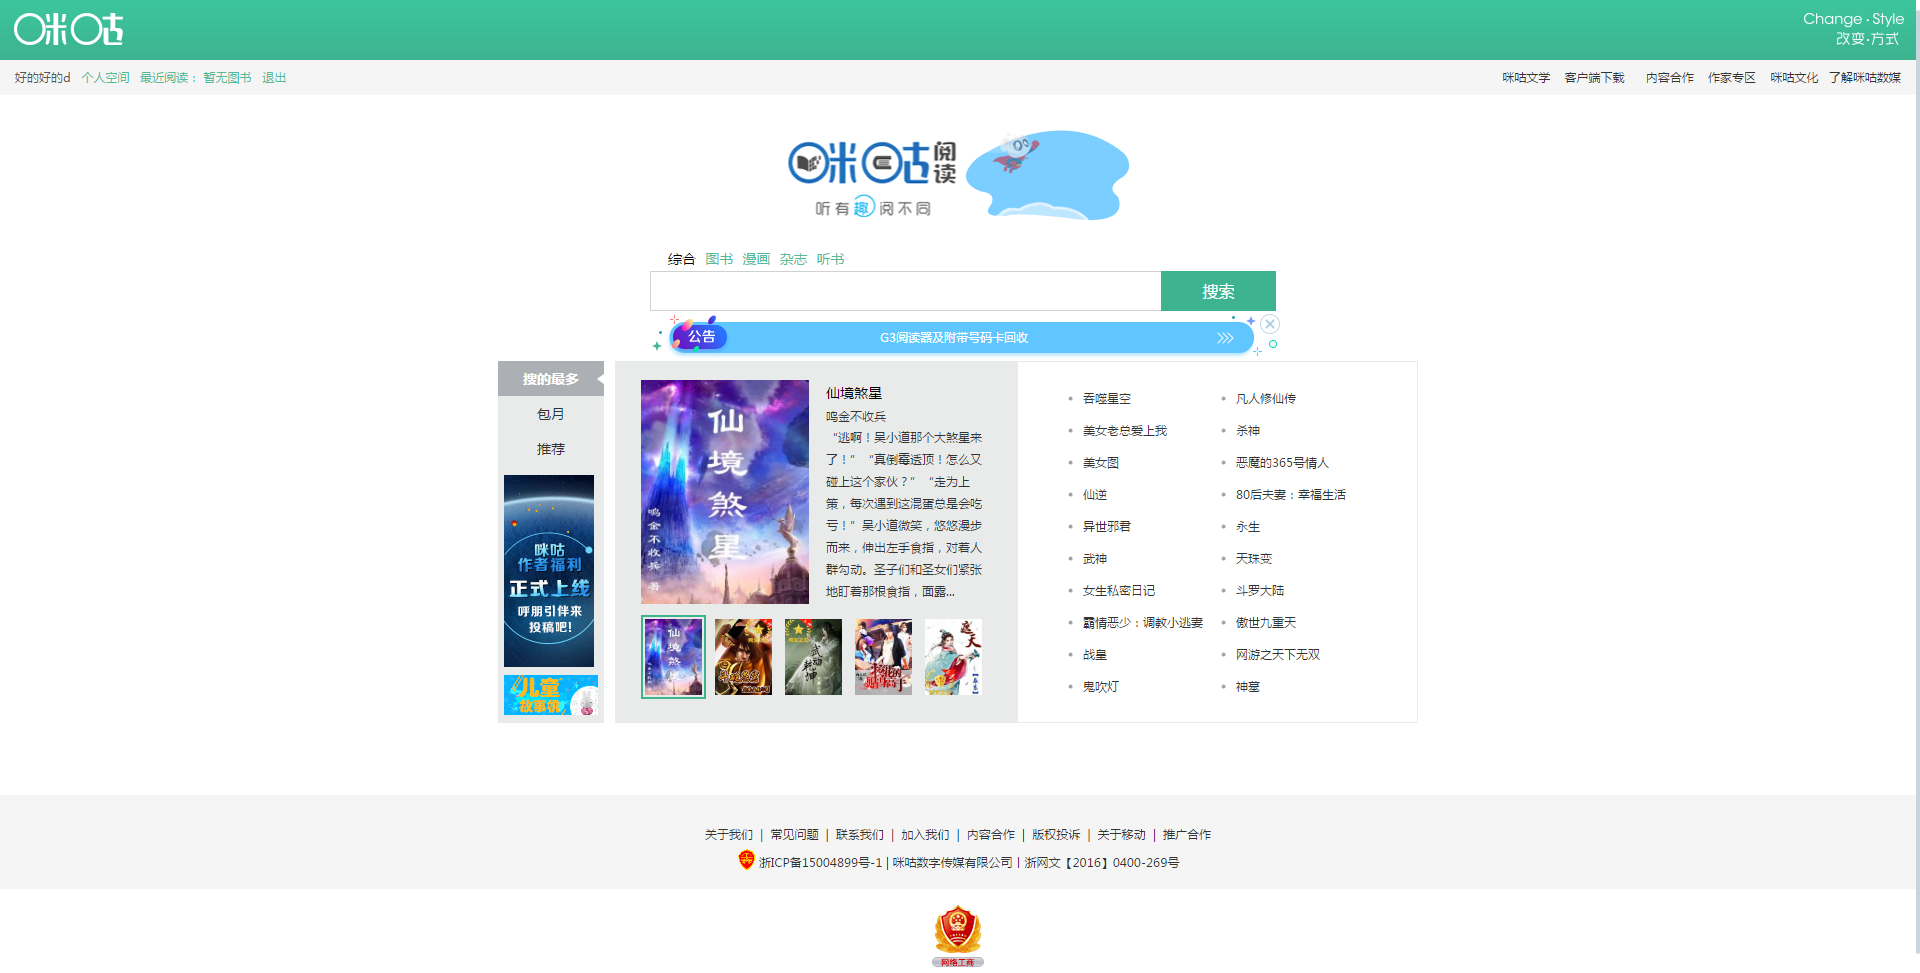 咪咕
Change · Style
改变·方式
好的好的d 个人空间 最近阅读： 暂无图书 退出
咪咕文学 客户端下载 内容合作 作家专区 咪咕文化 了解咪咕数媒
咪咕阅读
听有趣阅不同
综合 图书 漫画 杂志 听书
搜索
公告 G3阅读器及附带号码卡回收
搜的最多
包月
推荐
咪咕
作者福利
正式上线
呼朋引伴来
投稿吧!
儿童
故事机
仙境煞星
鸣金不收兵 著
仙境煞星
鸣金不收兵
“逃啊！吴小道那个大煞星来
了！” “真倒霉透顶！怎么又
碰上这个家伙？” “走为上
策，每次遇到这混蛋总是会吃
亏！”吴小道微笑，悠悠漫步
而来，伸出左手食指，对着人
群勾动。圣子们和圣女们紧张
地盯着那根食指，面露...
仙境煞
武动乾坤
遮天
吞噬星空
凡人修仙传
美女老总爱上我
杀神
美女图
恶魔的365号情人
仙逆
80后夫妻：幸福生活
异世邪君
永生
武神
天珠变
女生私密日记
斗罗大陆
霸情恶少：调教小逃妻
傲世九重天
战皇
网游之天下无双
鬼吹灯
神墓
关于我们 | 常见问题 | 联系我们 | 加入我们 | 内容合作 | 版权投诉 | 关于移动 | 推广合作
浙ICP备15004899号-1 | 咪咕数字传媒有限公司 | 浙网文【2016】0400-269号
网络工商